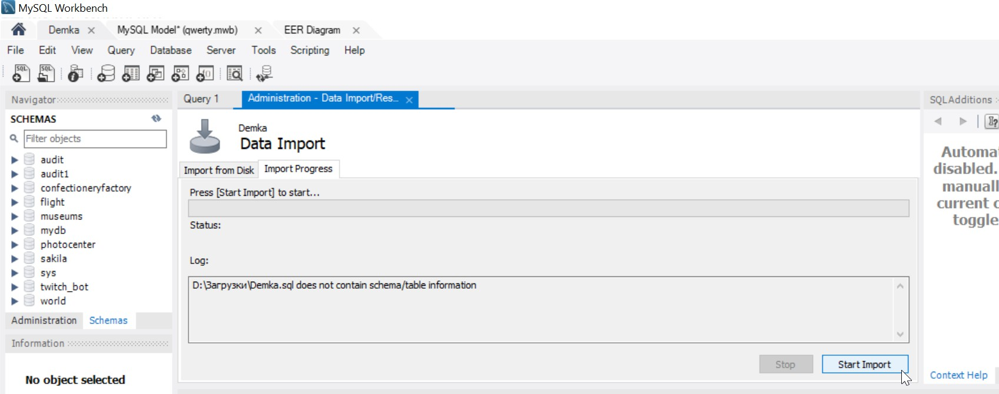 MySQL Workbench
Demka
MySQL Model* (qwerty.mwb)
EER Diagram
File Edit View Query Database Server Tools Scripting Help
Navigator
SCHEMAS
Filter objects
audit
audit1
confectioneryfactory
flight
museums
mydb
photocenter
sakila
sys
twitch_bot
world
Administration Schemas
Information
No object selected
Query 1
Administration - Data Import/Res...
Demka
Data Import
Import from Disk
Import Progress
Press [Start Import] to start...
Status:
Log:
D:\Загрузки\Demka.sql does not contain schema/table information
Stop
Start Import
SQLAdditions
Automat
disabled.
manuall
current c
toggle
Context Help